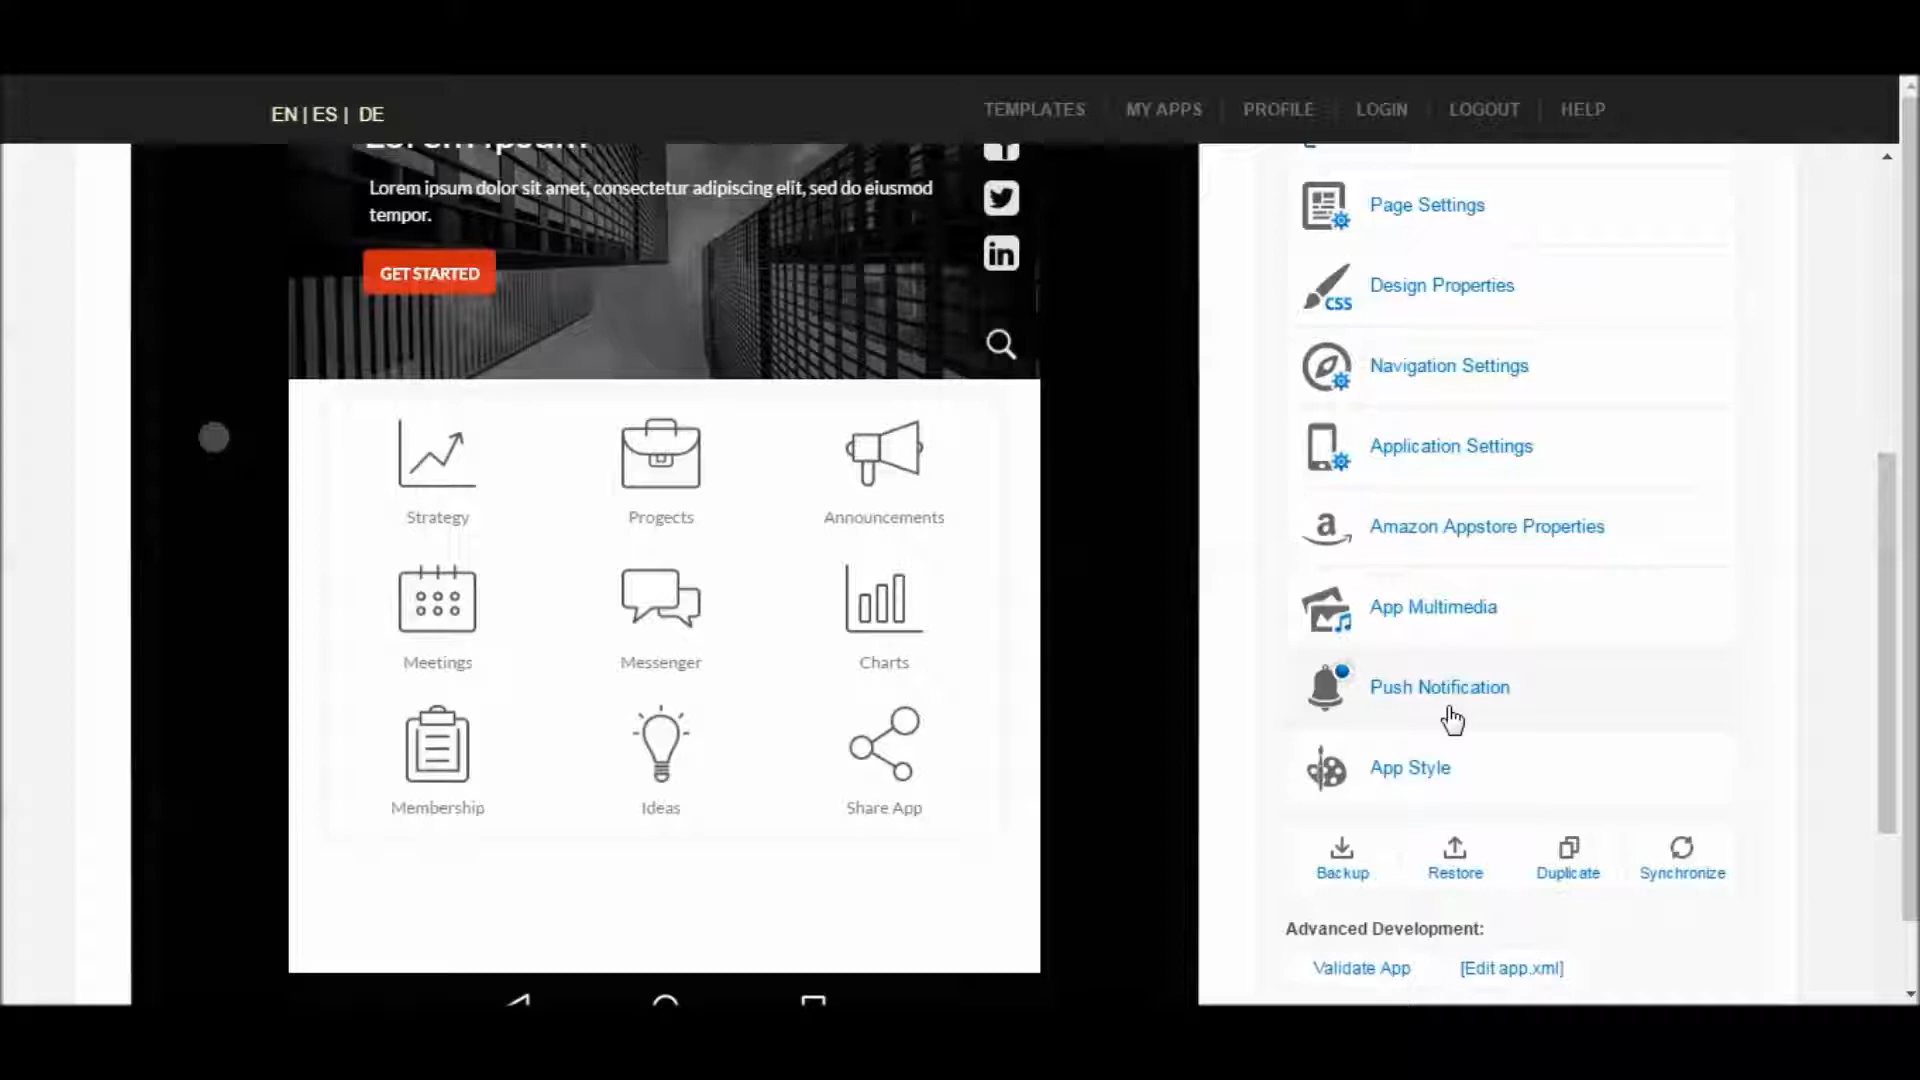 EN | ES | DE
TEMPLATES
MY APPS
PROFILE
LOGIN
LOGOUT
HELP
Lorem Ipsum
Lorem ipsum dolor sit amet, consectetur adipiscing elit, sed do eiusmod
tempor.
GET STARTED
Strategy
Progects
Announcements
Meetings
Messenger
Charts
Membership
Ideas
Share App
Page Settings
CSS
Design Properties
Navigation Settings
Application Settings
Amazon Appstore Properties
App Multimedia
Push Notification
App Style
Backup
Restore
Duplicate
Synchronize
Advanced Development:
Validate App
[Edit app.xml]